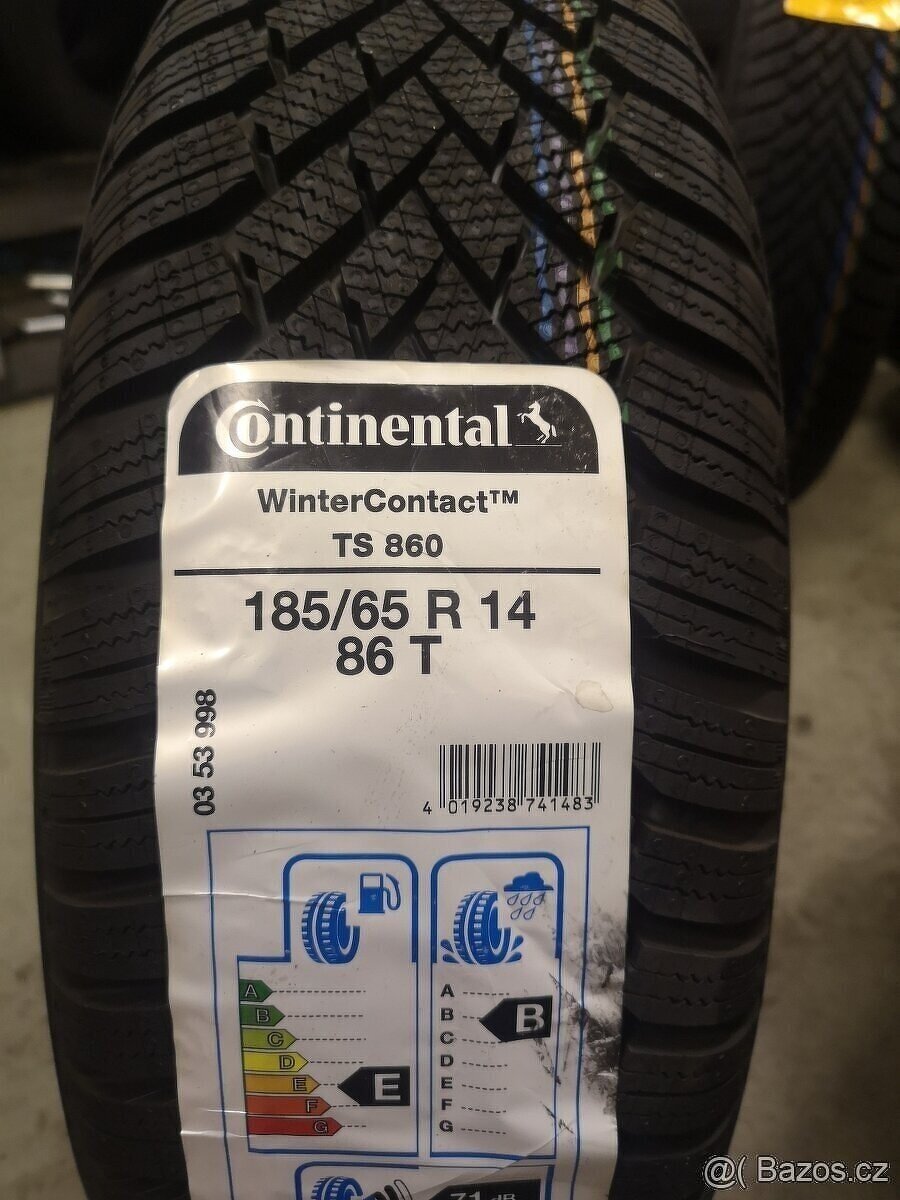 Continental
WinterContact™
TS 860
185/65 R 14
86 T
03 53 998
4 019238 741483
A
B
C
D
E
F
G
E
A
B
C
D
E
F
G
B
71 dB
@( Bazos.cz